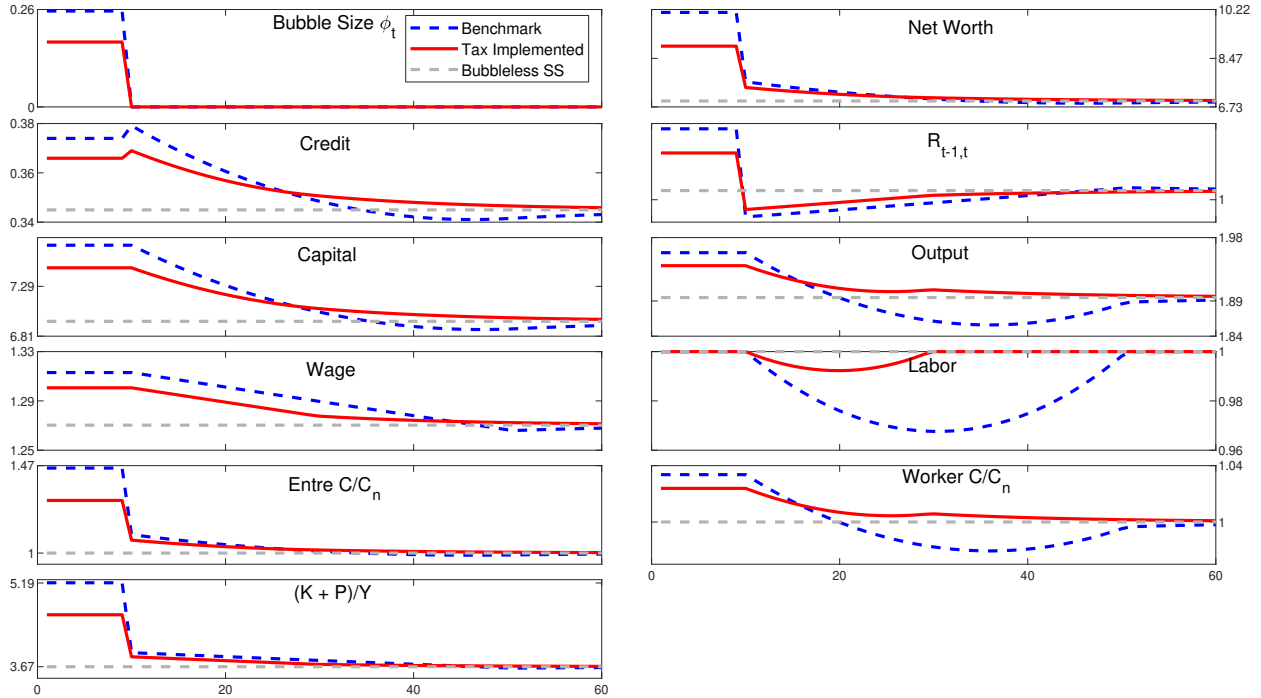 Bubble Size ϕt
0.26
0
Benchmark
Tax Implemented
Bubbleless SS
Net Worth
10.22
8.47
6.73
Credit
0.38
0.36
0.34
Rt-1,t
1
Capital
7.29
6.81
Output
1.98
1.89
1.84
Wage
1.33
1.29
1.25
Labor
1
0.98
0.96
Entre C/Cn
1.47
1
Worker C/Cn
1.04
1
0 20 40 60
(K + P)/Y
5.19
3.67
0 20 40 60